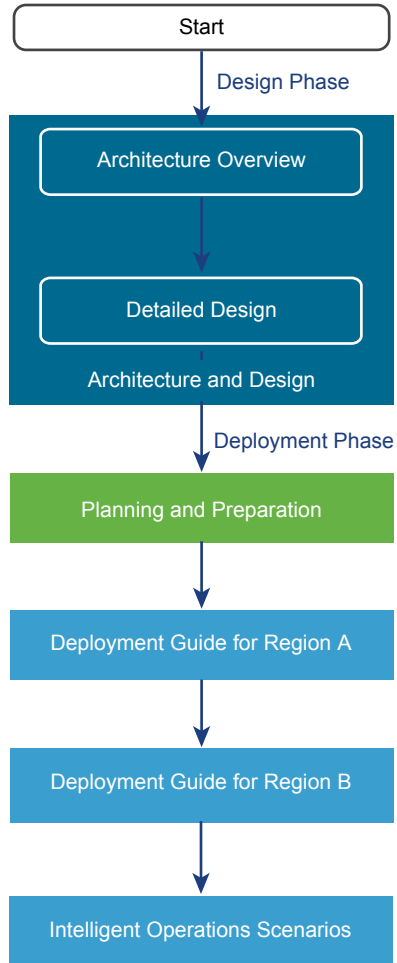 Start
Design Phase
Architecture Overview
Detailed Design
Architecture and Design
Deployment Phase
Planning and Preparation
Deployment Guide for Region A
Deployment Guide for Region B
Intelligent Operations Scenarios